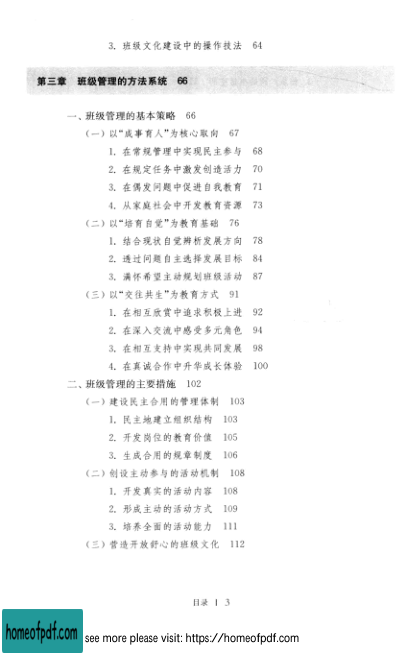 3. 班级文化建设中的操作技法 64
第三章 班级管理的方法系统 66
一、班级管理的基本策略 66
（一）以“成事育人”为核心取向 67
1. 在常规管理中实现民主参与 68
2. 在规定任务中激发创造活力 70
3. 在偶发问题中促进自我教育 71
4. 从家庭社会中开发教育资源 73
（二）以“培育自觉”为教育基础 76
1. 结合现状自觉辨析发展方向 78
2. 通过问题自主选择发展目标 84
3. 满怀希望主动规划班级活动 87
（三）以“交往共生”为教育方式 91
1. 在相互欣赏中追求积极上进 92
2. 在深入交流中感受多元角色 94
3. 在相互支持中实现共同发展 98
4. 在真诚合作中升华成长体验 100
二、班级管理的主要措施 102
（一）建设民主合用的管理体制 103
1. 民主地建立组织结构 103
2. 开发岗位的教育价值 105
3. 生成合用的规章制度 106
（二）创设主动参与的活动机制 108
1. 开发真实的活动内容 108
2. 形成主动的活动方式 109
3. 培养全面的活动能力 111
（三）营造开放舒心的班级文化 112
目录 | 3
homeofpdf.com see more please visit: https://homeofpdf.com